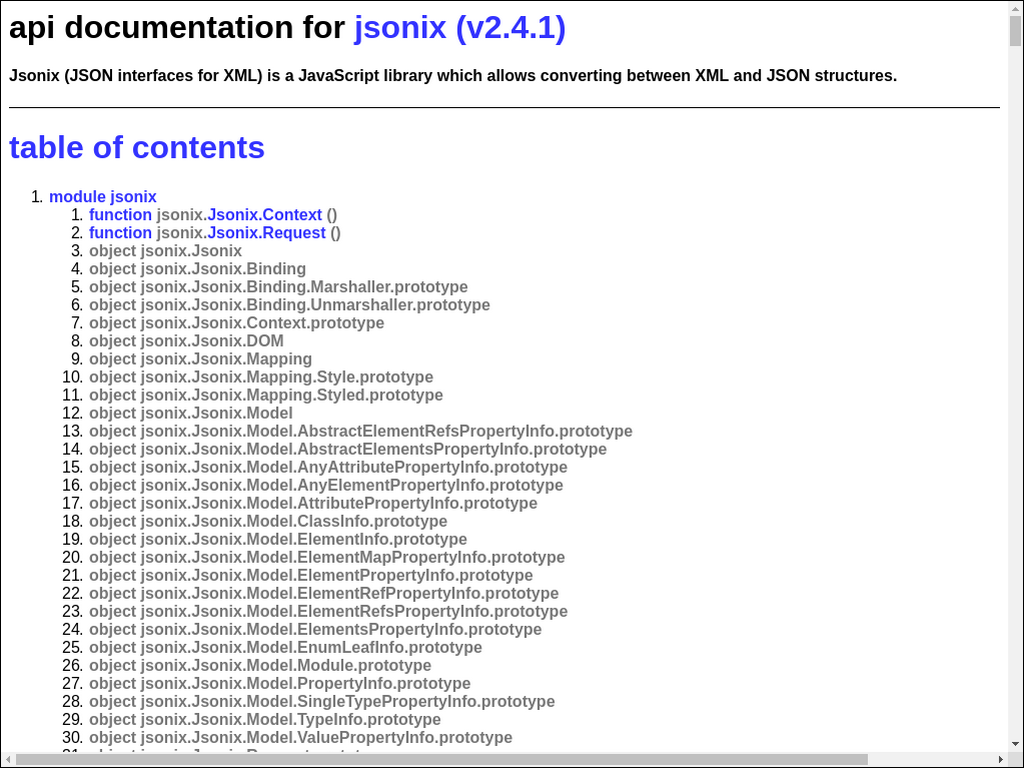 api documentation for jsonix (v2.4.1)
Jsonix (JSON interfaces for XML) is a JavaScript library which allows converting between XML and JSON structures.
table of contents
1. module jsonix
1. function jsonix.Jsonix.Context ()
2. function jsonix.Jsonix.Request ()
3. object jsonix.Jsonix
4. object jsonix.Jsonix.Binding
5. object jsonix.Jsonix.Binding.Marshaller.prototype
6. object jsonix.Jsonix.Binding.Unmarshaller.prototype
7. object jsonix.Jsonix.Context.prototype
8. object jsonix.Jsonix.DOM
9. object jsonix.Jsonix.Mapping
10. object jsonix.Jsonix.Mapping.Style.prototype
11. object jsonix.Jsonix.Mapping.Styled.prototype
12. object jsonix.Jsonix.Model
13. object jsonix.Jsonix.Model.AbstractElementRefsPropertyInfo.prototype
14. object jsonix.Jsonix.Model.AbstractElementsPropertyInfo.prototype
15. object jsonix.Jsonix.Model.AnyAttributePropertyInfo.prototype
16. object jsonix.Jsonix.Model.AnyElementPropertyInfo.prototype
17. object jsonix.Jsonix.Model.AttributePropertyInfo.prototype
18. object jsonix.Jsonix.Model.ClassInfo.prototype
19. object jsonix.Jsonix.Model.ElementInfo.prototype
20. object jsonix.Jsonix.Model.ElementMapPropertyInfo.prototype
21. object jsonix.Jsonix.Model.ElementPropertyInfo.prototype
22. object jsonix.Jsonix.Model.ElementRefPropertyInfo.prototype
23. object jsonix.Jsonix.Model.ElementRefsPropertyInfo.prototype
24. object jsonix.Jsonix.Model.ElementsPropertyInfo.prototype
25. object jsonix.Jsonix.Model.EnumLeafInfo.prototype
26. object jsonix.Jsonix.Model.Module.prototype
27. object jsonix.Jsonix.Model.PropertyInfo.prototype
28. object jsonix.Jsonix.Model.SingleTypePropertyInfo.prototype
29. object jsonix.Jsonix.Model.TypeInfo.prototype
30. object jsonix.Jsonix.Model.ValuePropertyInfo.prototype